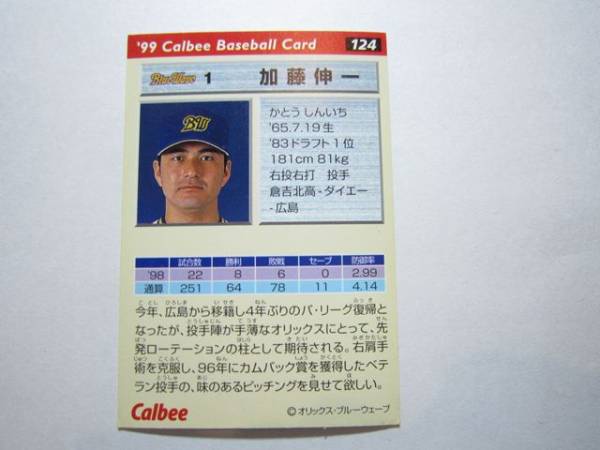 '99 Calbee Baseball Card 124
BlueWave 1 加藤伸一
BW
かとう しんいち
'65.7.19生
'83ドラフト1位
181cm 81kg
右投右打 投手
倉吉北高-ダイエー
-広島
試合数 勝利 敗戦 セーブ 防御率
'98 22 8 6 0 2.99
通算 251 64 78 11 4.14
今年、広島から移籍し4年ぶりのパ・リーグ復帰と
なったが、投手陣が手薄なオリックスにとって、先
発ローテーションの柱として期待される。右肩手
術を克服し、96年にカムバック賞を獲得したベテ
ラン投手の、味のあるピッチングを見せて欲しい。
Calbee
©オリックス・ブルーウェーブ